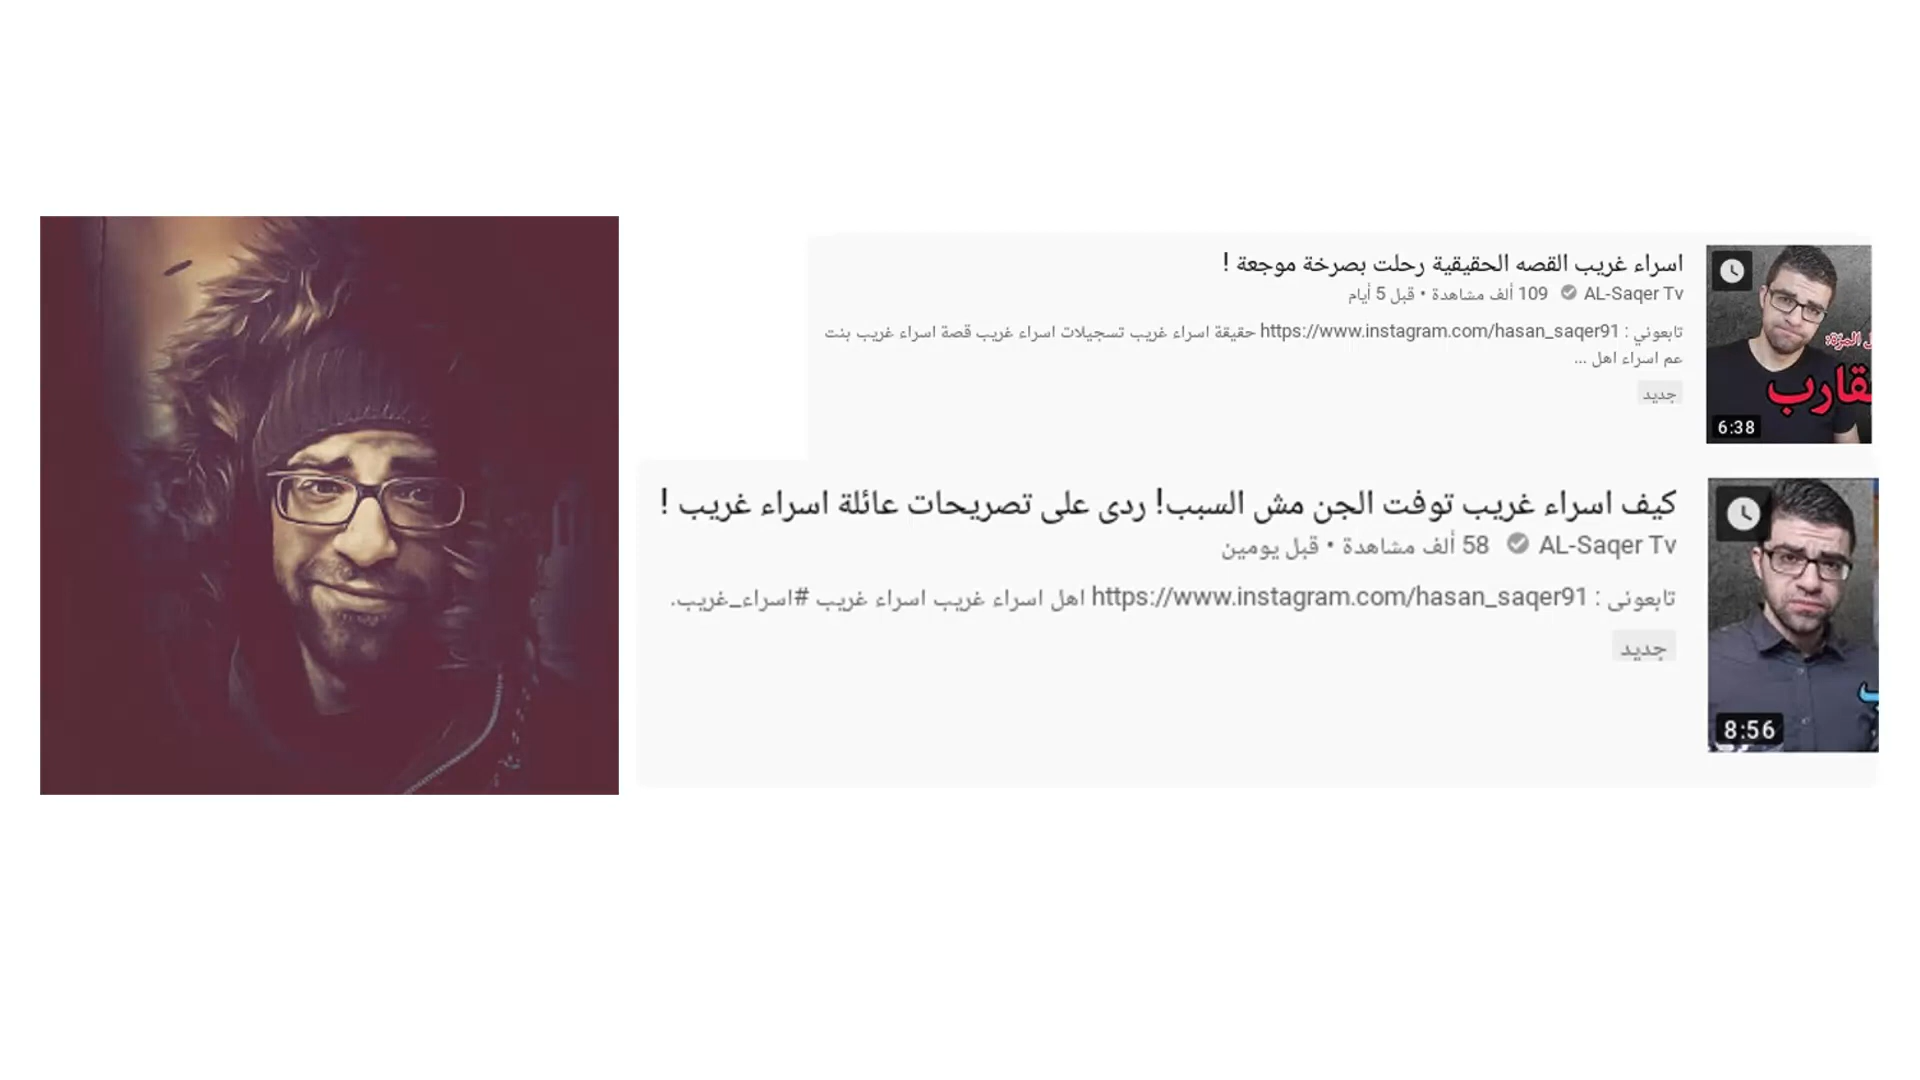 اسراء غريب القصه الحقيقية رحلت بصرخة موجعة !
AL-Saqer Tv 109 ألف مشاهدة • قبل 5 أيام
تابعوني : https://www.instagram.com/hasan_saqer91 حقيقة اسراء غريب تسجيلات اسراء غريب قصة اسراء غريب بنت
عم اسراء اهل ...
جديد
6:38
كيف اسراء غريب توفت الجن مش السبب! ردى على تصريحات عائلة اسراء غريب !
AL-Saqer Tv 58 ألف مشاهدة • قبل يومين
تابعونى : https://www.instagram.com/hasan_saqer91 اهل اسراء غريب اسراء غريب #اسراء_غريب.
جديد
8:56